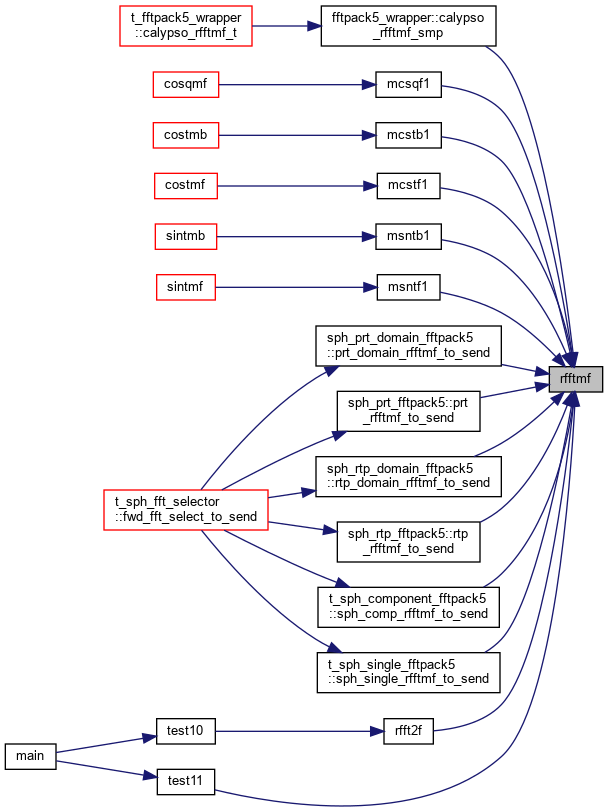 t_fftpack5_wrapper
::calypso_rfftmf_t
fftpack5_wrapper::calypso
_rfftmf_smp
cosqmf
mcsqf1
costmb
mcstb1
costmf
mcstf1
sintmb
msntb1
sintmf
msntf1
sph_prt_domain_fftpack5
::prt_domain_rfftmf_to_send
rfftmf
sph_prt_fftpack5::prt
_rfftmf_to_send
sph_rtp_domain_fftpack5
::rtp_domain_rfftmf_to_send
t_sph_fft_selector
::fwd_fft_select_to_send
sph_rtp_fftpack5::rtp
_rfftmf_to_send
t_sph_component_fftpack5
::sph_comp_rfftmf_to_send
t_sph_single_fftpack5
::sph_single_rfftmf_to_send
test10
rfft2f
main
test11